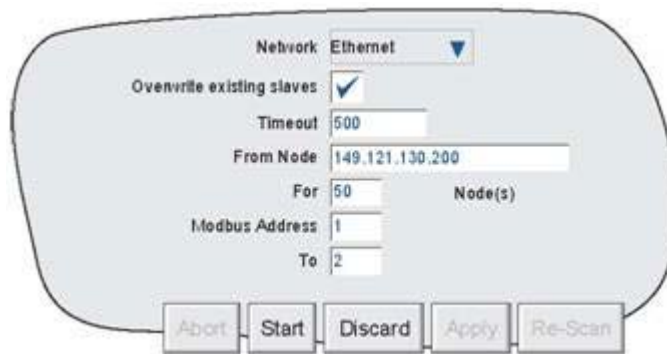 Network Ethernet
Overwrite existing slaves
Timeout 500
From Node 149.121.130.200
For 50 Node(s)
Modbus Address 1
To 2
Abort Start Discard Apply Re-Scan